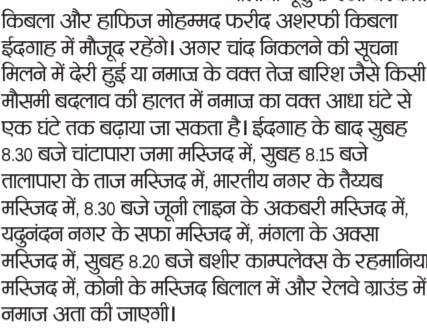 किबला और हाफिज मोहम्मद फरीद अशरफी किबला
ईदगाह में मौजूद रहेंगे। अगर चांद निकलने की सूचना
मिलने में देरी हुई या नमाज के वक्त तेज बारिश जैसे किसी
मौसमी बदलाव की हालत में नमाज का वक्त आधा घंटे से
एक घंटे तक बढ़ाया जा सकता है। ईदगाह के बाद सुबह
8.30 बजे चांटापारा जमा मस्जिद में, सुबह 8.15 बजे
तालापारा के ताज मस्जिद में, भारतीय नगर के तैय्यब
मस्जिद में, 8.30 बजे जूनी लाइन के अकबरी मस्जिद में,
यदुनंदन नगर के सफा मस्जिद में, मंगला के अक्सा
मस्जिद में, सुबह 8.20 बजे बशीर काम्पलेक्स के रहमानिया
मस्जिद में, कोनी के मस्जिद बिलाल में और रेलवे ग्राउंड में
नमाज अता की जाएगी।